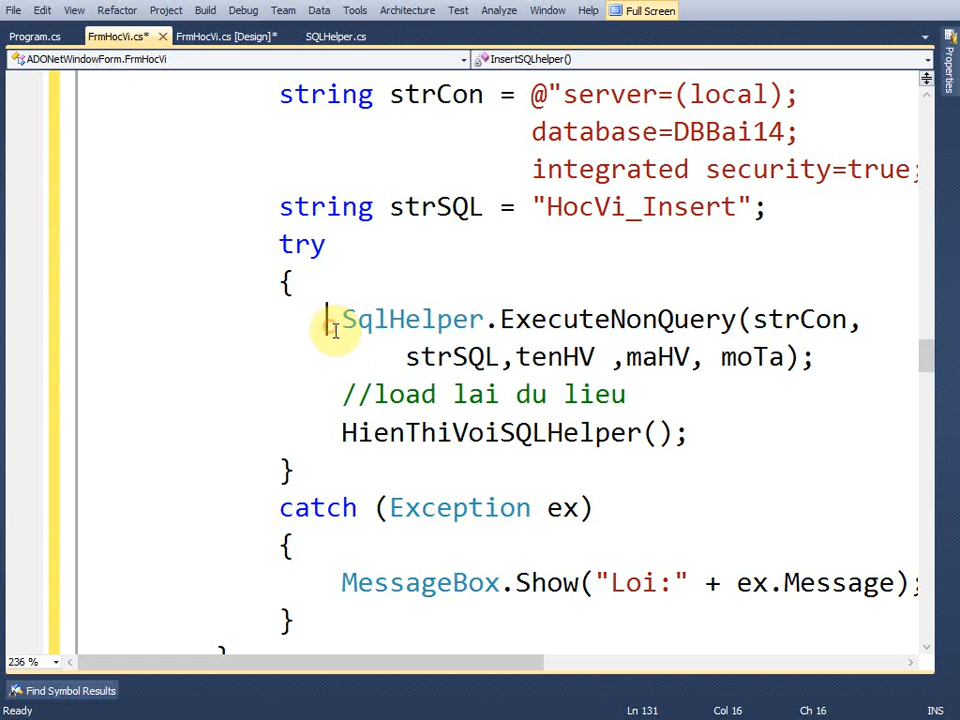 File Edit View Refactor Project Build Debug Team Data Tools Architecture Test Analyze Window Help Full Screen
Program.cs FrmHocVi.cs* FrmHocVi.cs [Design]* SQLHelper.cs
ADONetWindowForm.FrmHocVi InsertSQLhelper()
Properties
string strCon = @"server=(local);
database=DBBai14;
integrated security=true;
string strSQL = "HocVi_Insert";
try
{
SqlHelper.ExecuteNonQuery(strCon,
strSQL,tenHV ,maHV, moTa);
//load lai du lieu
HienThiVoiSQLHelper();
}
catch (Exception ex)
{
MessageBox.Show("Loi:" + ex.Message);
}
}
236 %
Find Symbol Results
Ready Ln 131 Col 16 Ch 16 INS